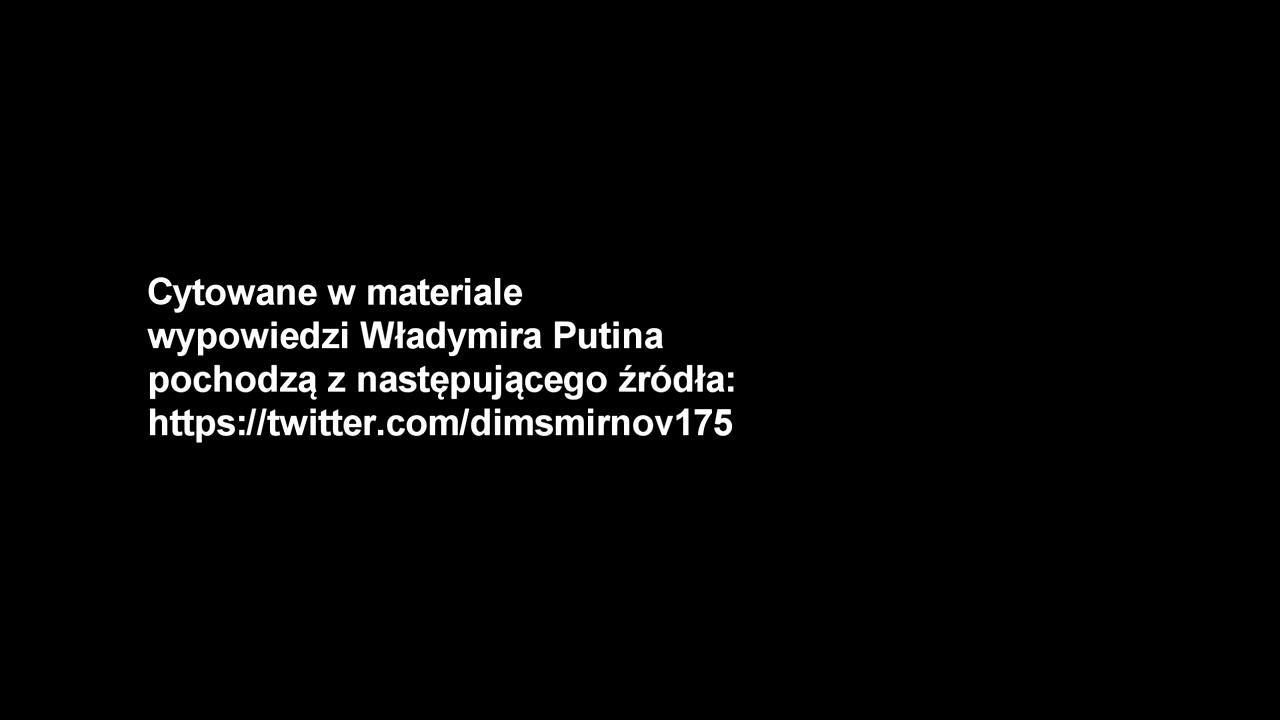 Cytowane w materiale
wypowiedzi Władymira Putina
pochodzą z następującego źródła:
https://twitter.com/dimsmirnov175